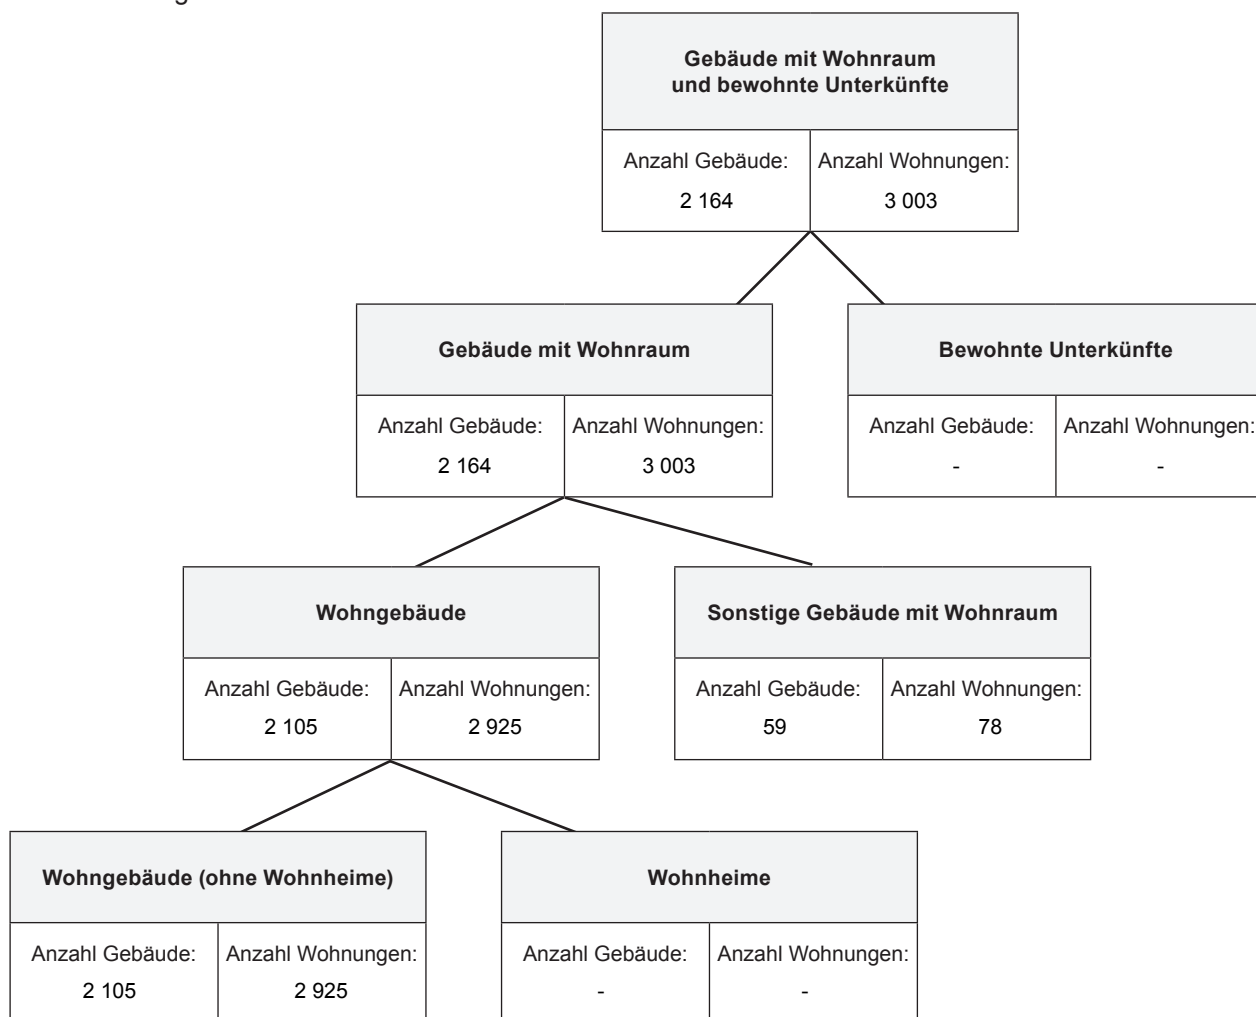 Gebäude mit Wohnraum
und bewohnte Unterkünfte
Anzahl Gebäude: Anzahl Wohnungen:
2 164 3 003
Gebäude mit Wohnraum
Anzahl Gebäude: Anzahl Wohnungen:
2 164 3 003
Bewohnte Unterkünfte
Anzahl Gebäude: Anzahl Wohnungen:
- -
Wohngebäude
Anzahl Gebäude: Anzahl Wohnungen:
2 105 2 925
Sonstige Gebäude mit Wohnraum
Anzahl Gebäude: Anzahl Wohnungen:
59 78
Wohngebäude (ohne Wohnheime)
Anzahl Gebäude: Anzahl Wohnungen:
2 105 2 925
Wohnheime
Anzahl Gebäude: Anzahl Wohnungen:
- -